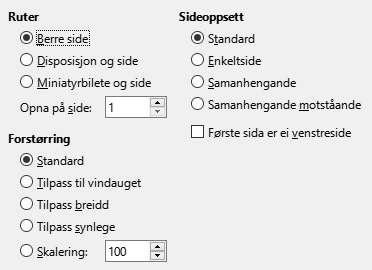 Ruter
Berre side
Disposisjon og side
Miniatyrbilete og side
Opna på side: 1
Forstørring
Standard
Tilpass til vindauget
Tilpass breidd
Tilpass synlege
Skalering: 100
Sideoppsett
Standard
Enkeltside
Samanhengande
Samanhengande motståande
Første sida er ei venstreside